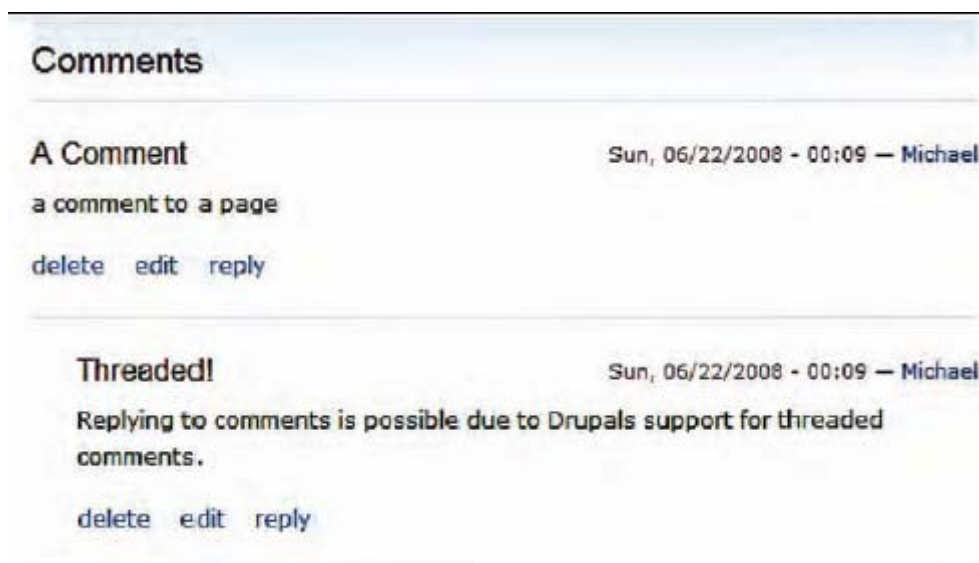 Comments
A Comment
Sun, 06/22/2008 - 00:09 — Michael
a comment to a page
delete edit reply
Threaded!
Sun, 06/22/2008 - 00:09 — Michael
Replying to comments is possible due to Drupals support for threaded
comments.
delete edit reply